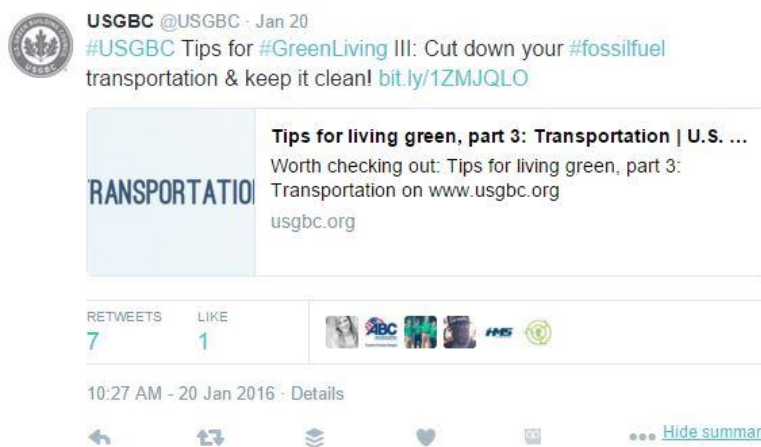 USGBC @USGBC · Jan 20
#USGBC Tips for #GreenLiving III: Cut down your #fossilfuel
transportation & keep it clean! bit.ly/1ZMJQLO
RANSPORTATIO
Tips for living green, part 3: Transportation | U.S. ...
Worth checking out: Tips for living green, part 3:
Transportation on www.usgbc.org
usgbc.org
RETWEETS LIKE
7 1
ABC
HMS
10:27 AM - 20 Jan 2016 · Details
Hide summar